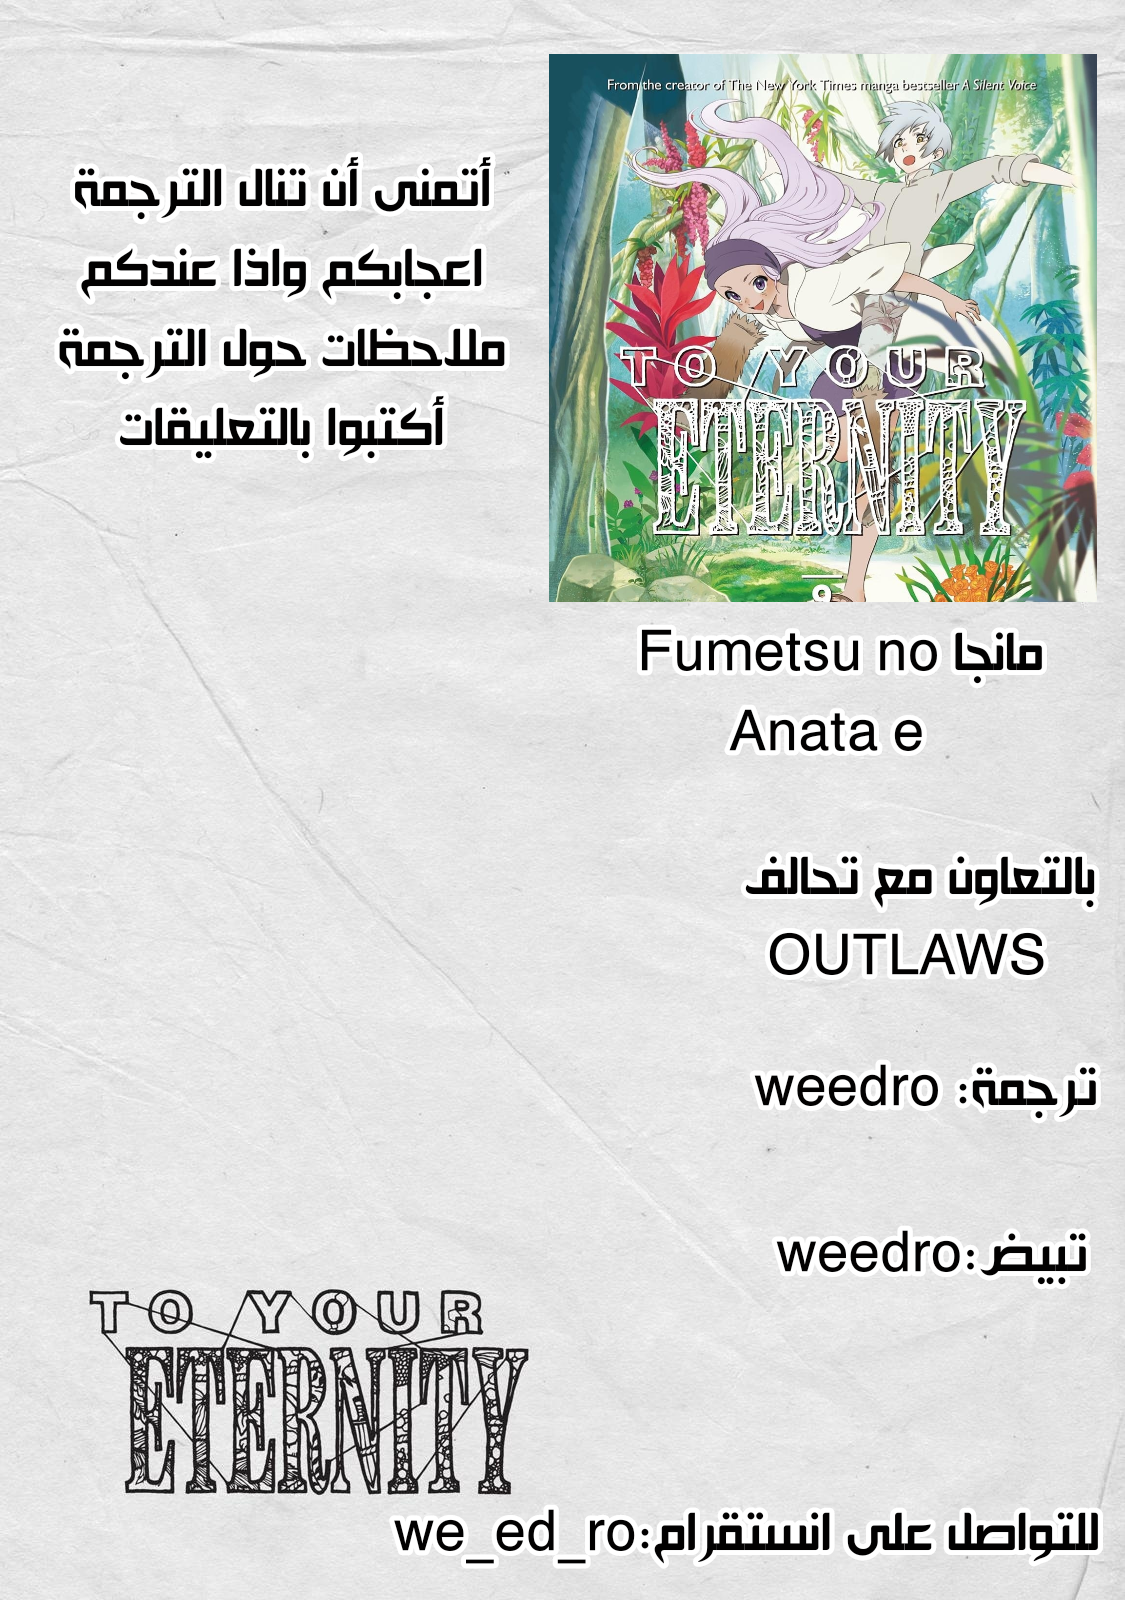 From the creator of The New York Times manga bestseller A Silent Voice
TO YOUR
ETERNITY
أتمنى أن تنال الترجمة
اعجابكم واذا عندكم
ملاحظات حول الترجمة
أكتبوا بالتعليقات
مانجا Fumetsu no
Anata e
بالتعاون مع تحالف
OUTLAWS
ترجمة: weedro
تبييض:weedro
TO YOUR
ETERNITY
للتواصل على انستقرام:we_ed_ro